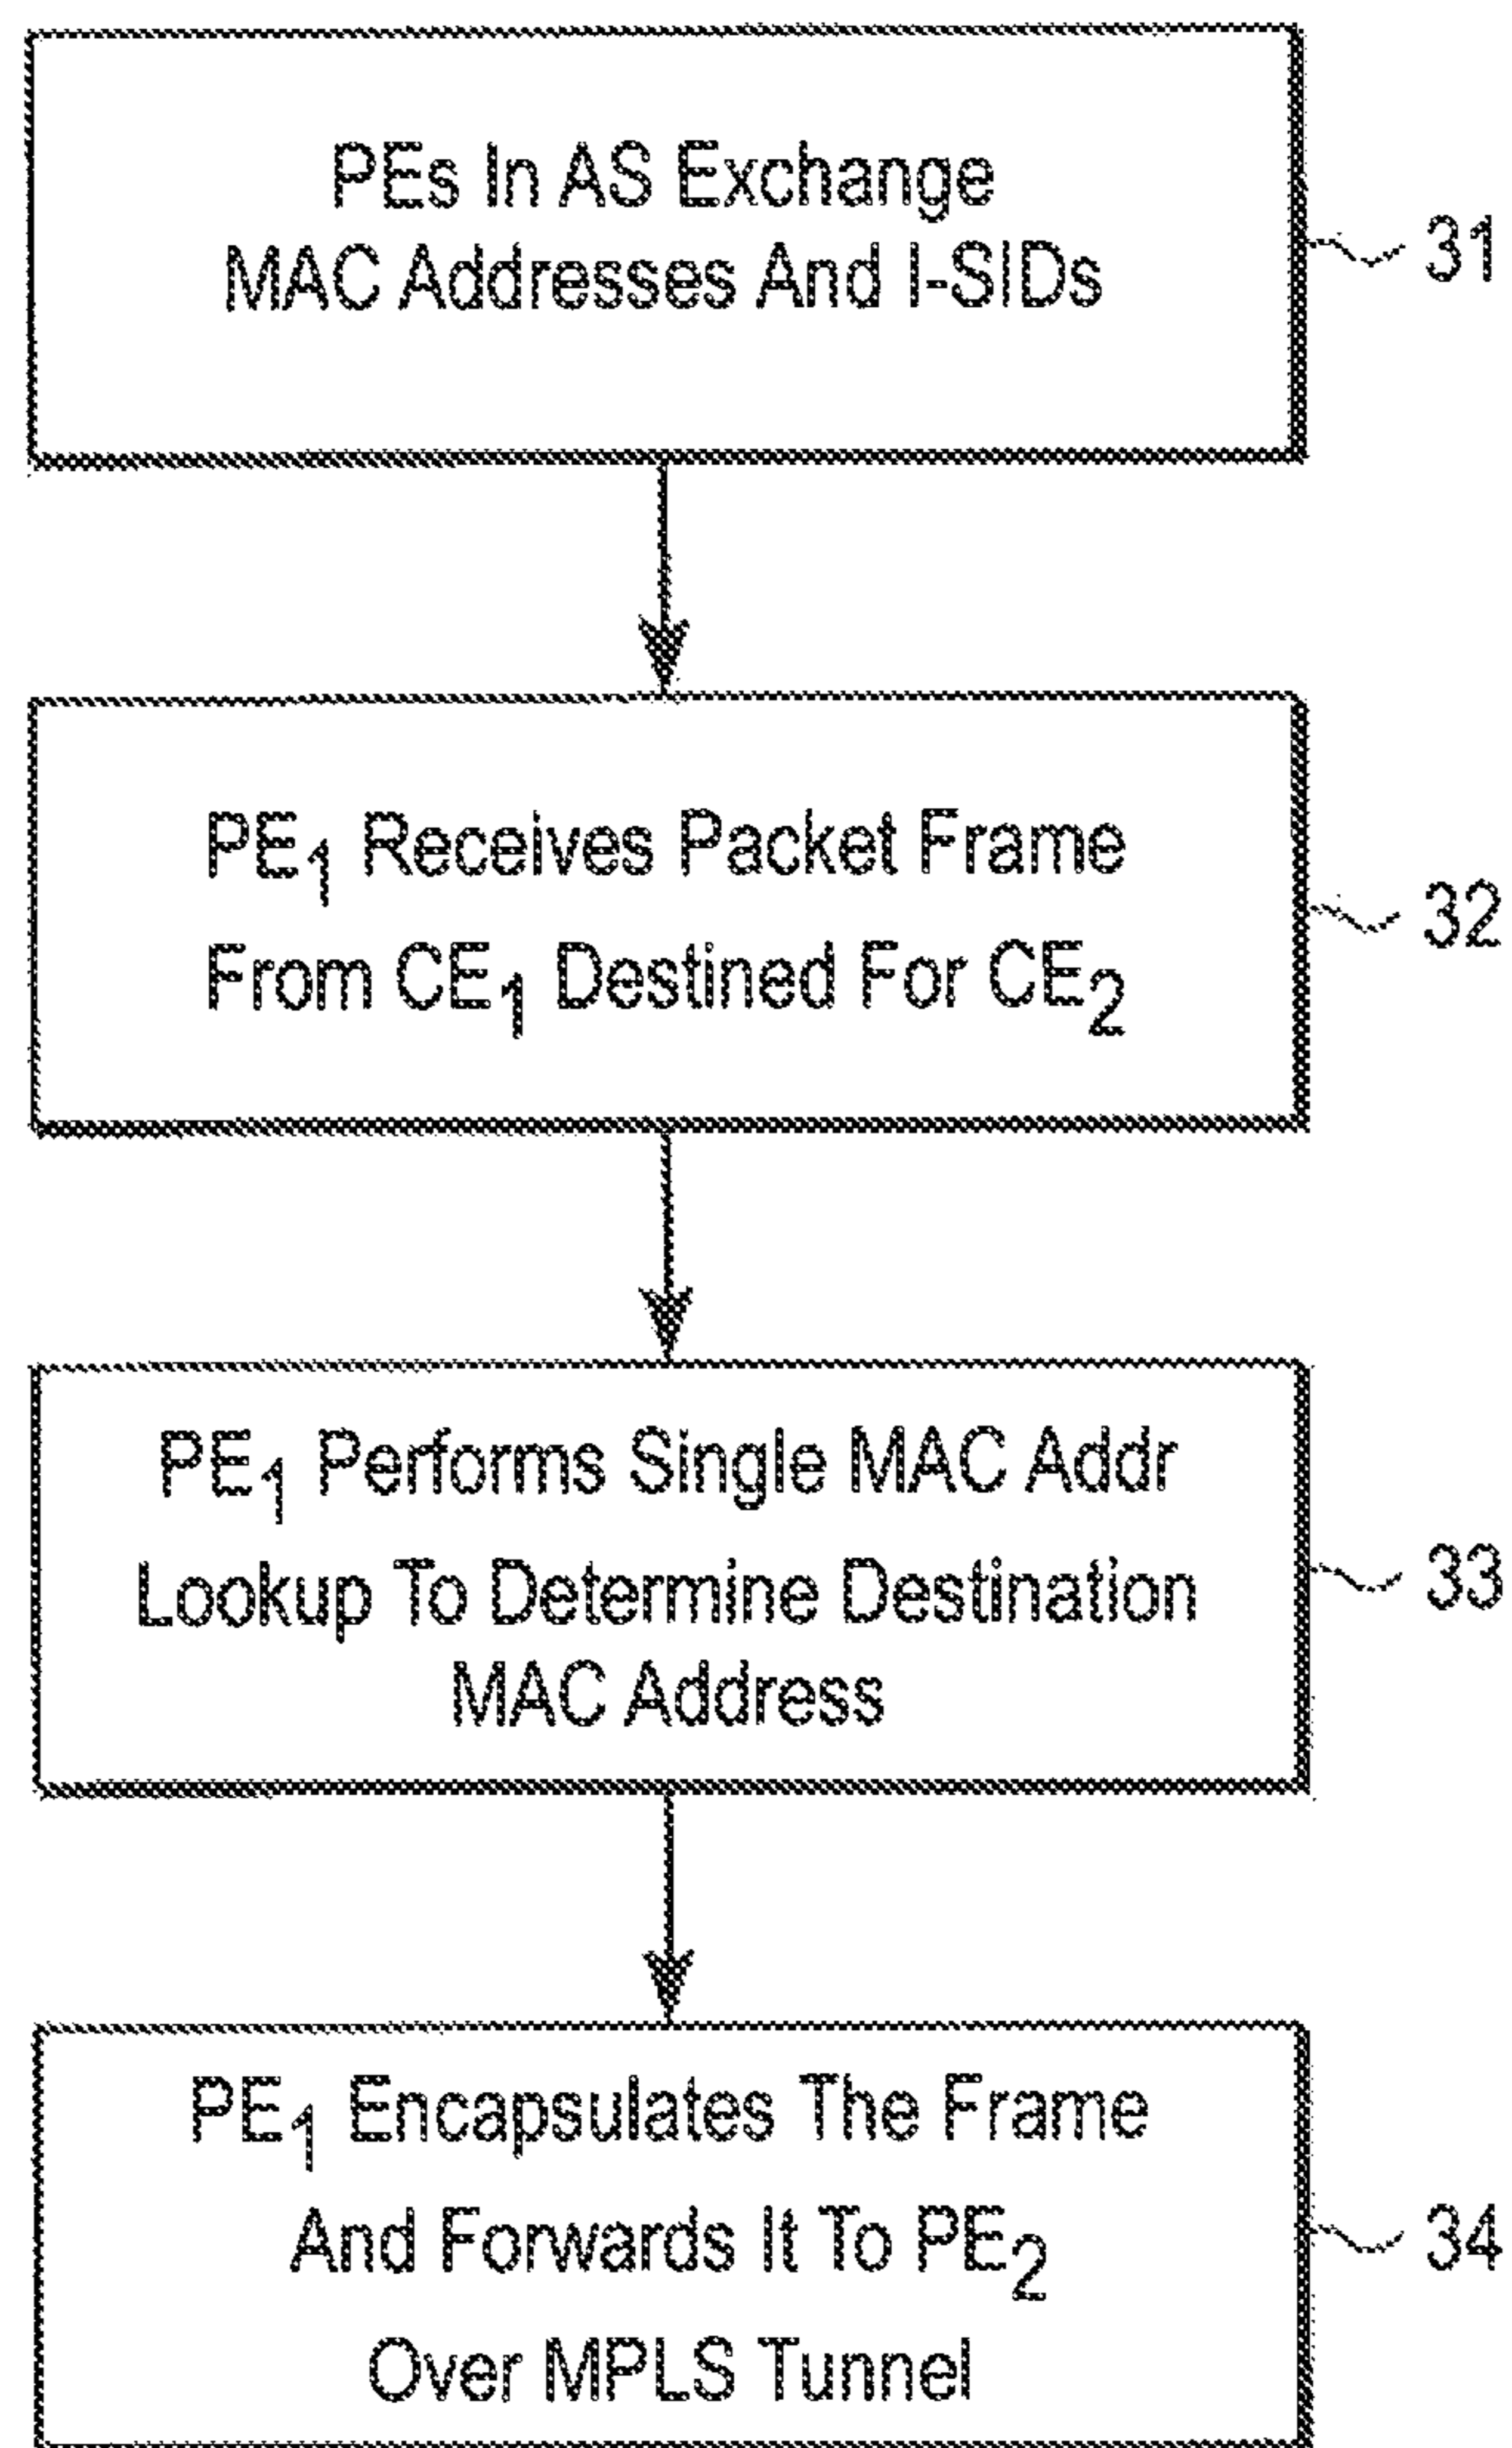 PEs In AS Exchange
MAC Addresses And I-SIDs
31
PE1 Receives Packet Frame
From CE1 Destined For CE2
32
PE1 Performs Single MAC Addr
Lookup To Determine Destination
MAC Address
33
PE1 Encapsulates The Frame
And Forwards It To PE2
Over MPLS Tunnel
34